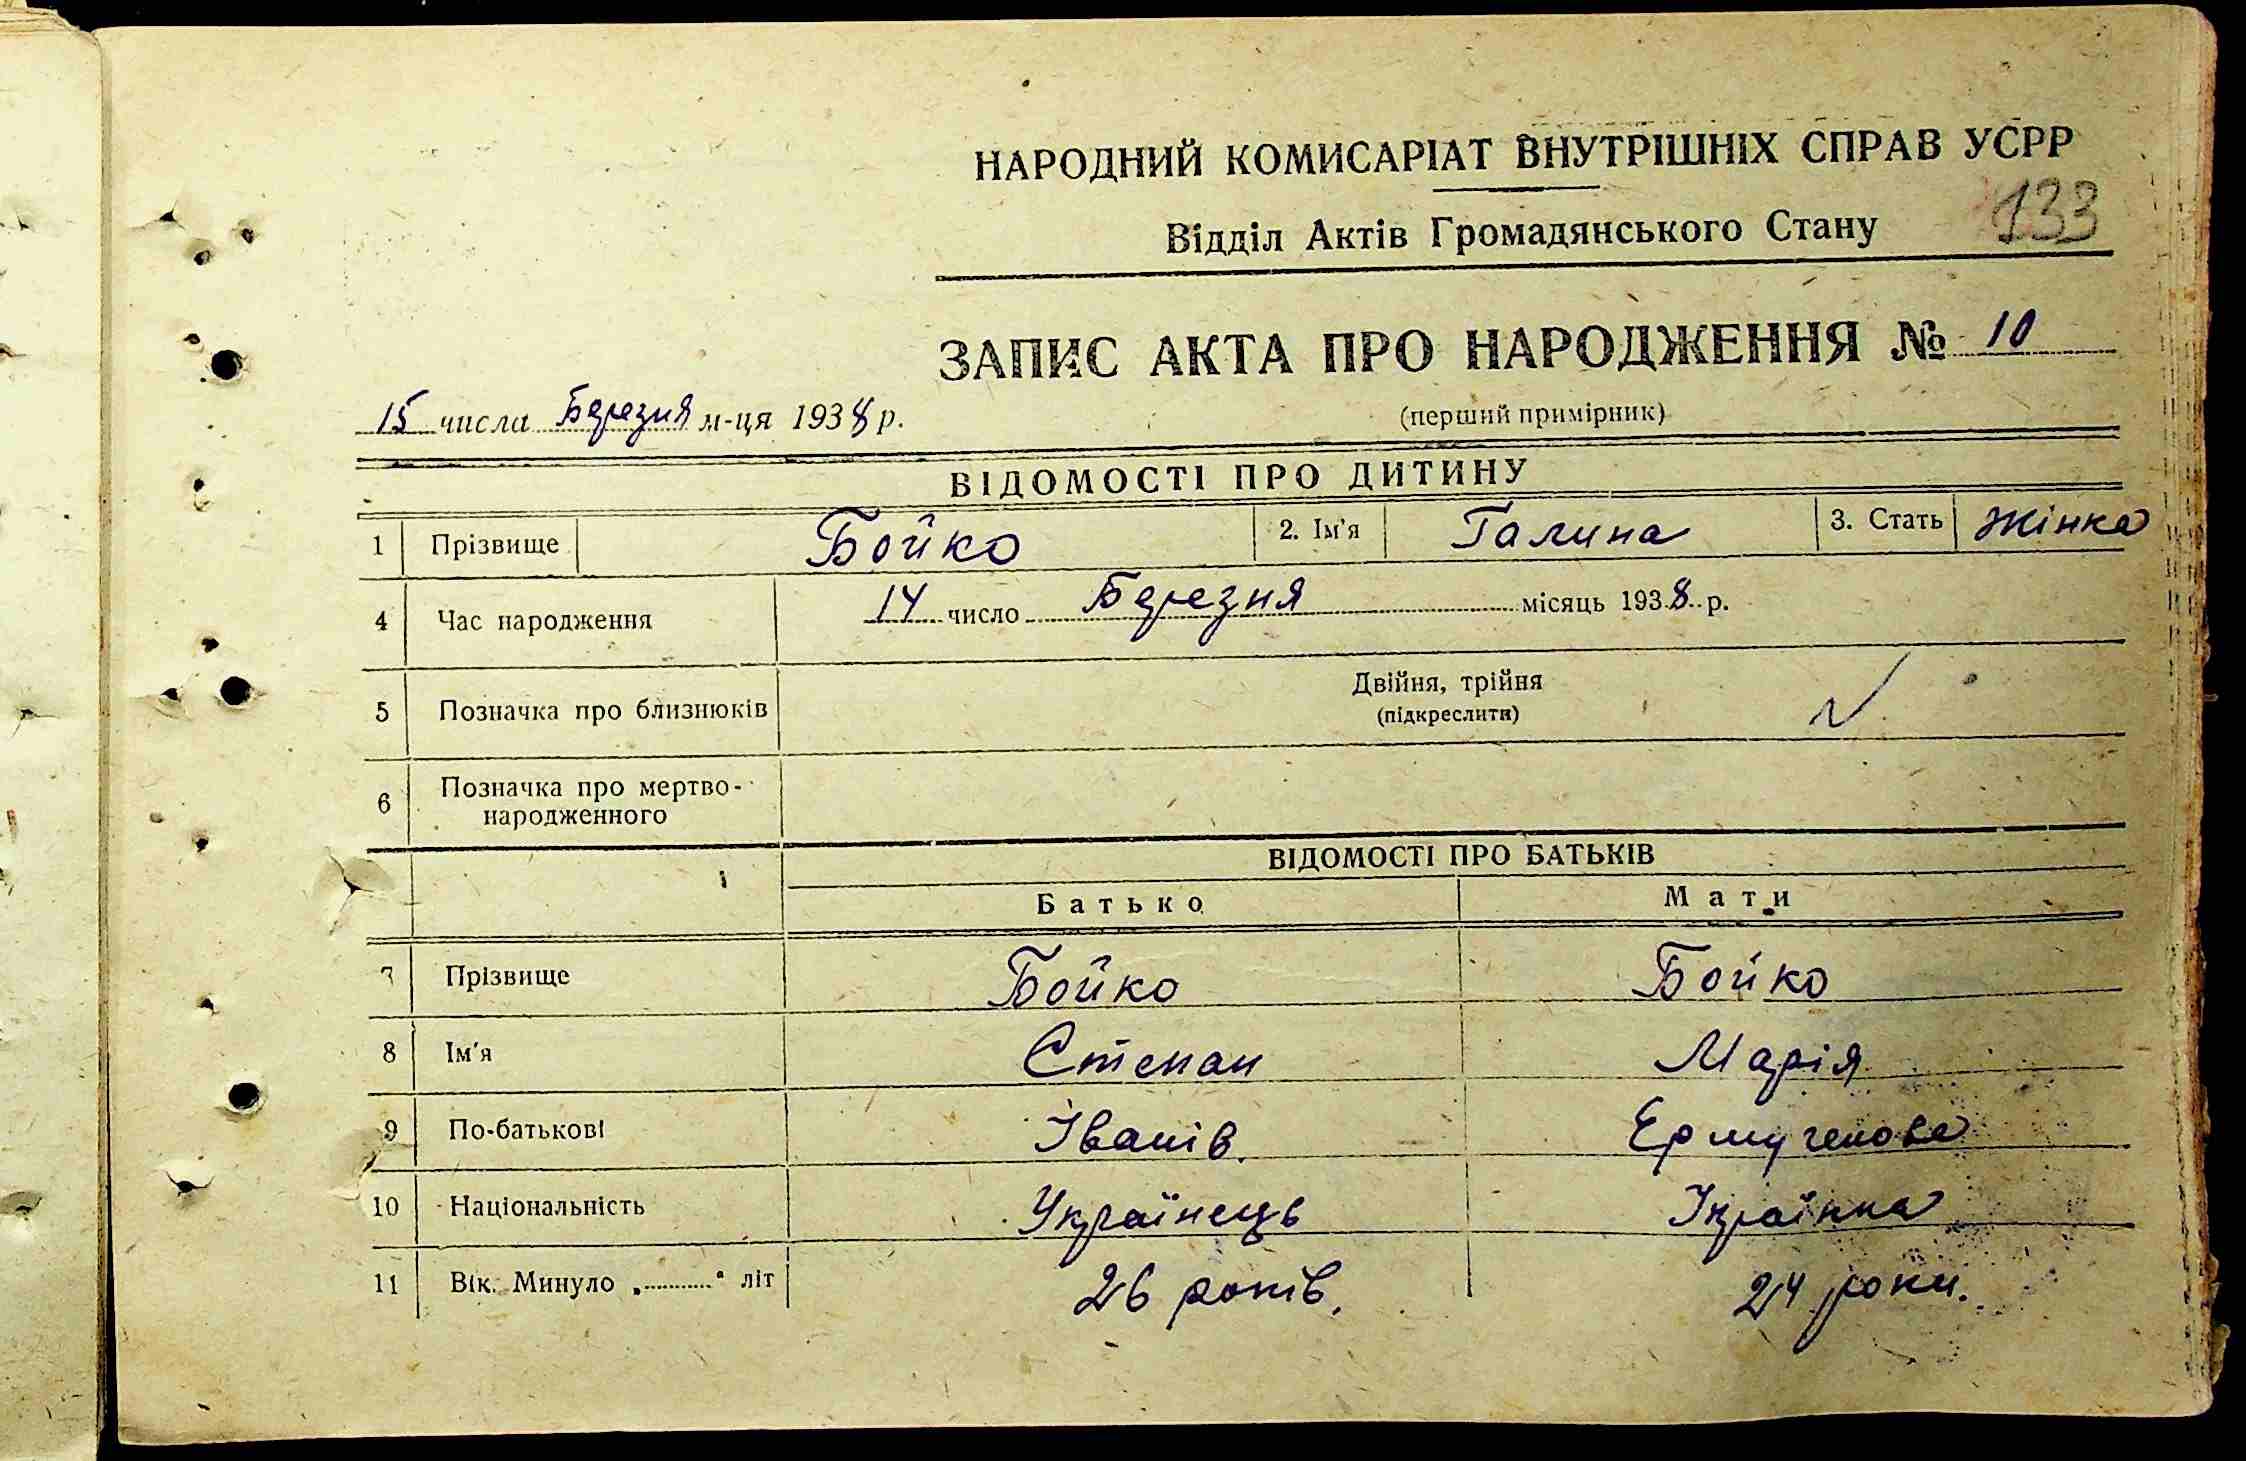 НАРОДНИЙ КОМИСАРІАТ ВНУТРІШНІХ СПРАВ УСРР
133
Відділ Актів Громадянського Стану
ЗАПИС АКТА ПРО НАРОДЖЕННЯ № 10
15 числа Березня м-ця 1938 р.
(перший примірник)
ВІДОМОСТІ ПРО ДИТИНУ
1 Прізвище Бойко 2. Ім'я Галина 3. Стать Жінка
4 Час народження 14 число Березня місяць 1938 р.
5 Позначка про близнюків Двійня, трійня
(підкреслити)
6 Позначка про мертво-
народженного
ВІДОМОСТІ ПРО БАТЬКІВ
Батько Мати
7 Прізвище Бойко Бойко
8 Ім'я Степан Марія
9 По-батькові Іванів.
10 Національність Українець Українка
11 Вік. Минуло „ “ літ 26 років. 24 роки.